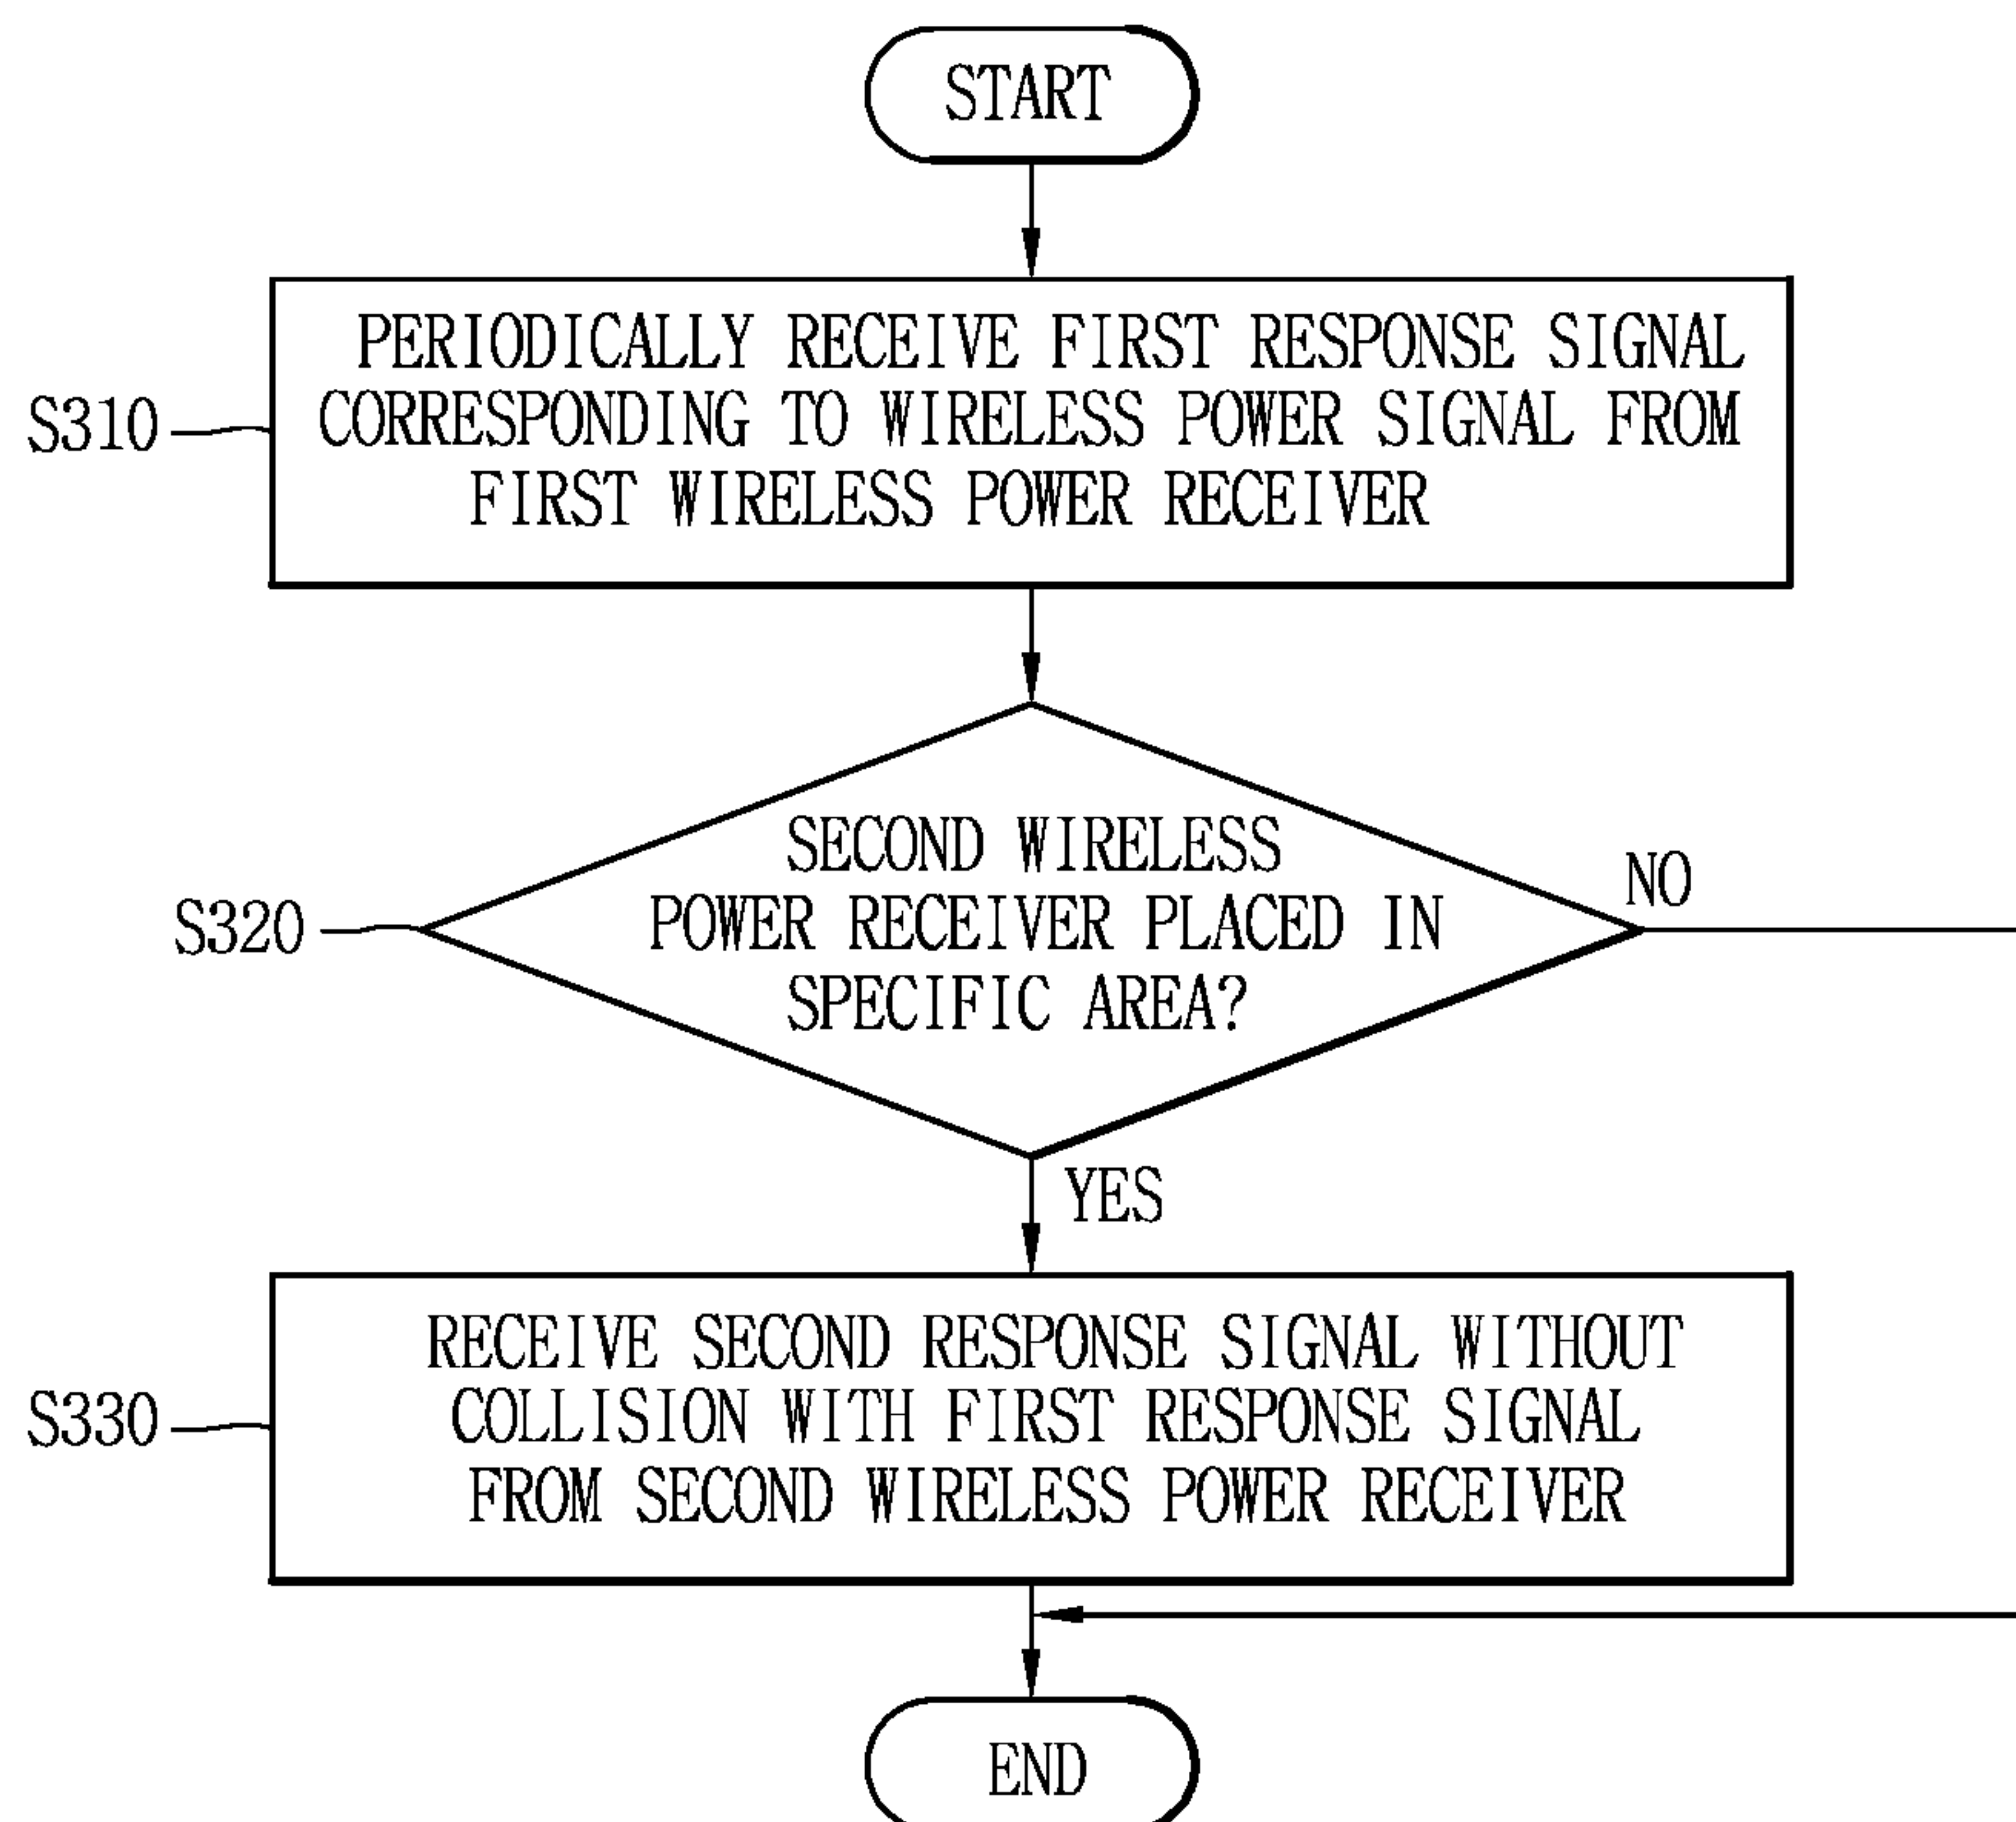 START
PERIODICALLY RECEIVE FIRST RESPONSE SIGNAL
CORRESPONDING TO WIRELESS POWER SIGNAL FROM
FIRST WIRELESS POWER RECEIVER
S310
SECOND WIRELESS
POWER RECEIVER PLACED IN
SPECIFIC AREA?
S320
NO
YES
RECEIVE SECOND RESPONSE SIGNAL WITHOUT
COLLISION WITH FIRST RESPONSE SIGNAL
FROM SECOND WIRELESS POWER RECEIVER
S330
END